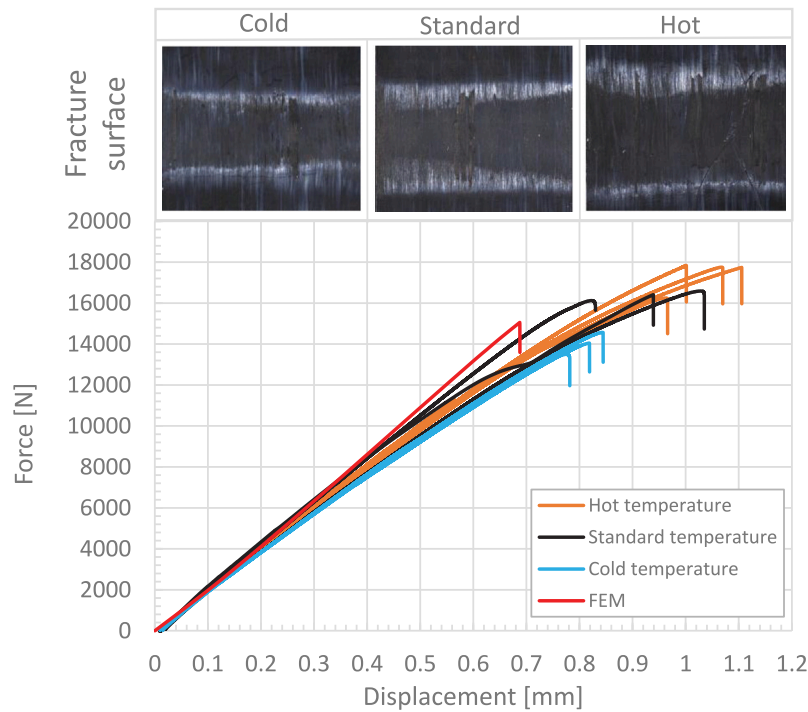 Cold Standard Hot
Fracture
surface
20000
18000
16000
14000
12000
10000
8000
6000
4000
2000
0
Force [N]
Hot temperature
Standard temperature
Cold temperature
FEM
0 0.1 0.2 0.3 0.4 0.5 0.6 0.7 0.8 0.9 1 1.1 1.2
Displacement [mm]